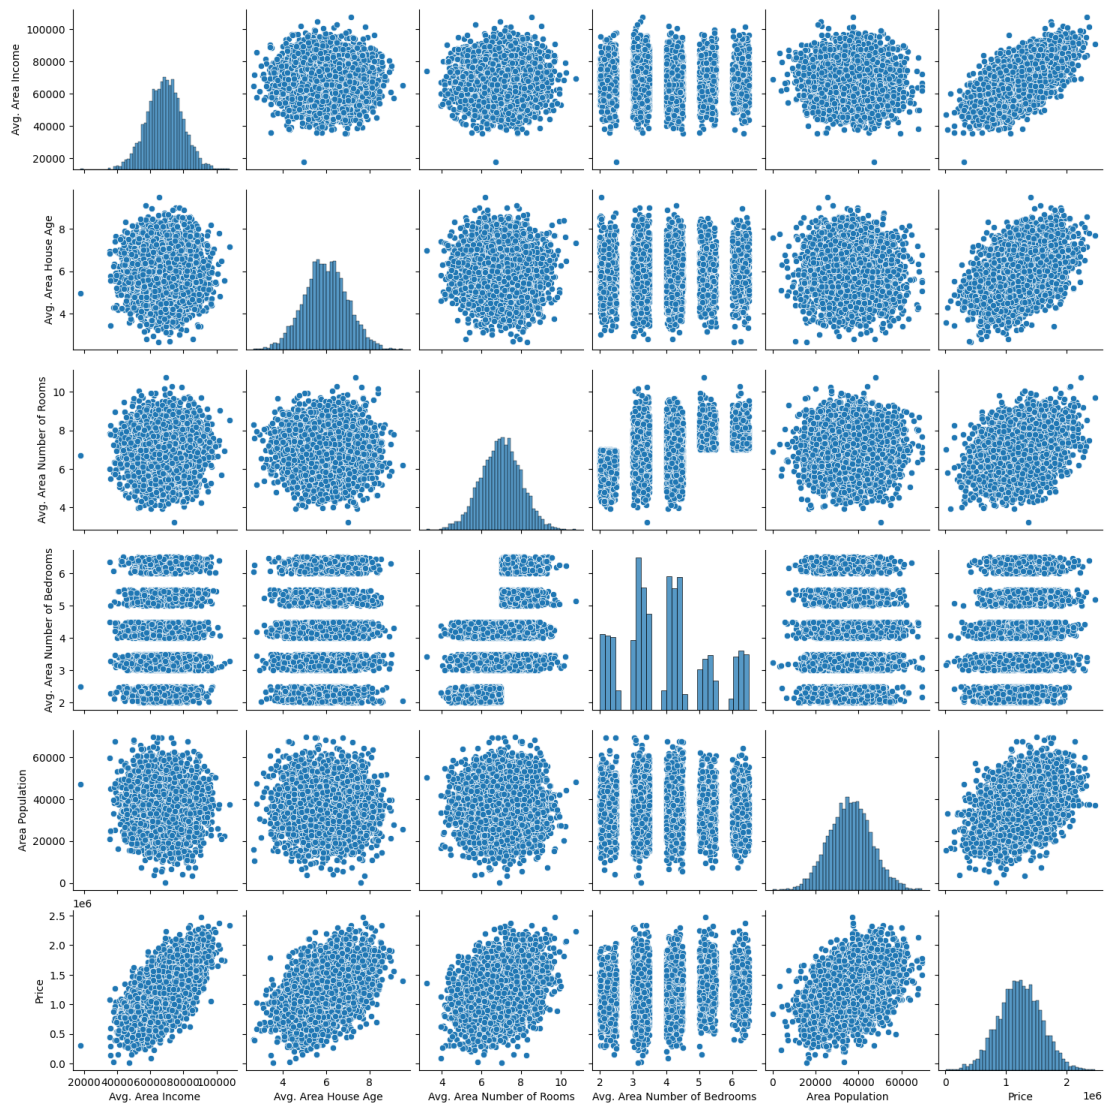 100000
80000
60000
40000
20000
Avg. Area Income
8
6
4
Avg. Area House Age
10
8
6
4
Avg. Area Number of Rooms
6
5
4
3
2
Avg. Area Number of Bedrooms
60000
40000
20000
0
Area Population
1e6
2.5
2.0
1.5
1.0
0.5
0.0
Price
20000 40000 60000 80000 100000
4 6 8
4 6 8 10
2 3 4 5 6
0 20000 40000 60000
0 1 2
1e6
Avg. Area Income
Avg. Area House Age
Avg. Area Number of Rooms
Avg. Area Number of Bedrooms
Area Population
Price